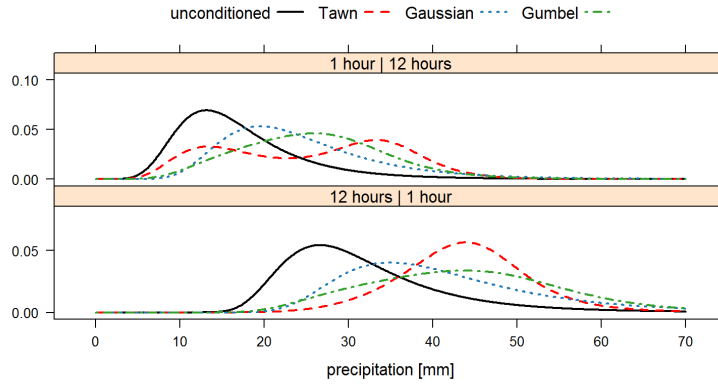 unconditioned Tawn Gaussian Gumbel
1 hour | 12 hours
0.10
0.05
0.00
12 hours | 1 hour
0.05
0.00
0 10 20 30 40 50 60 70
precipitation [mm]